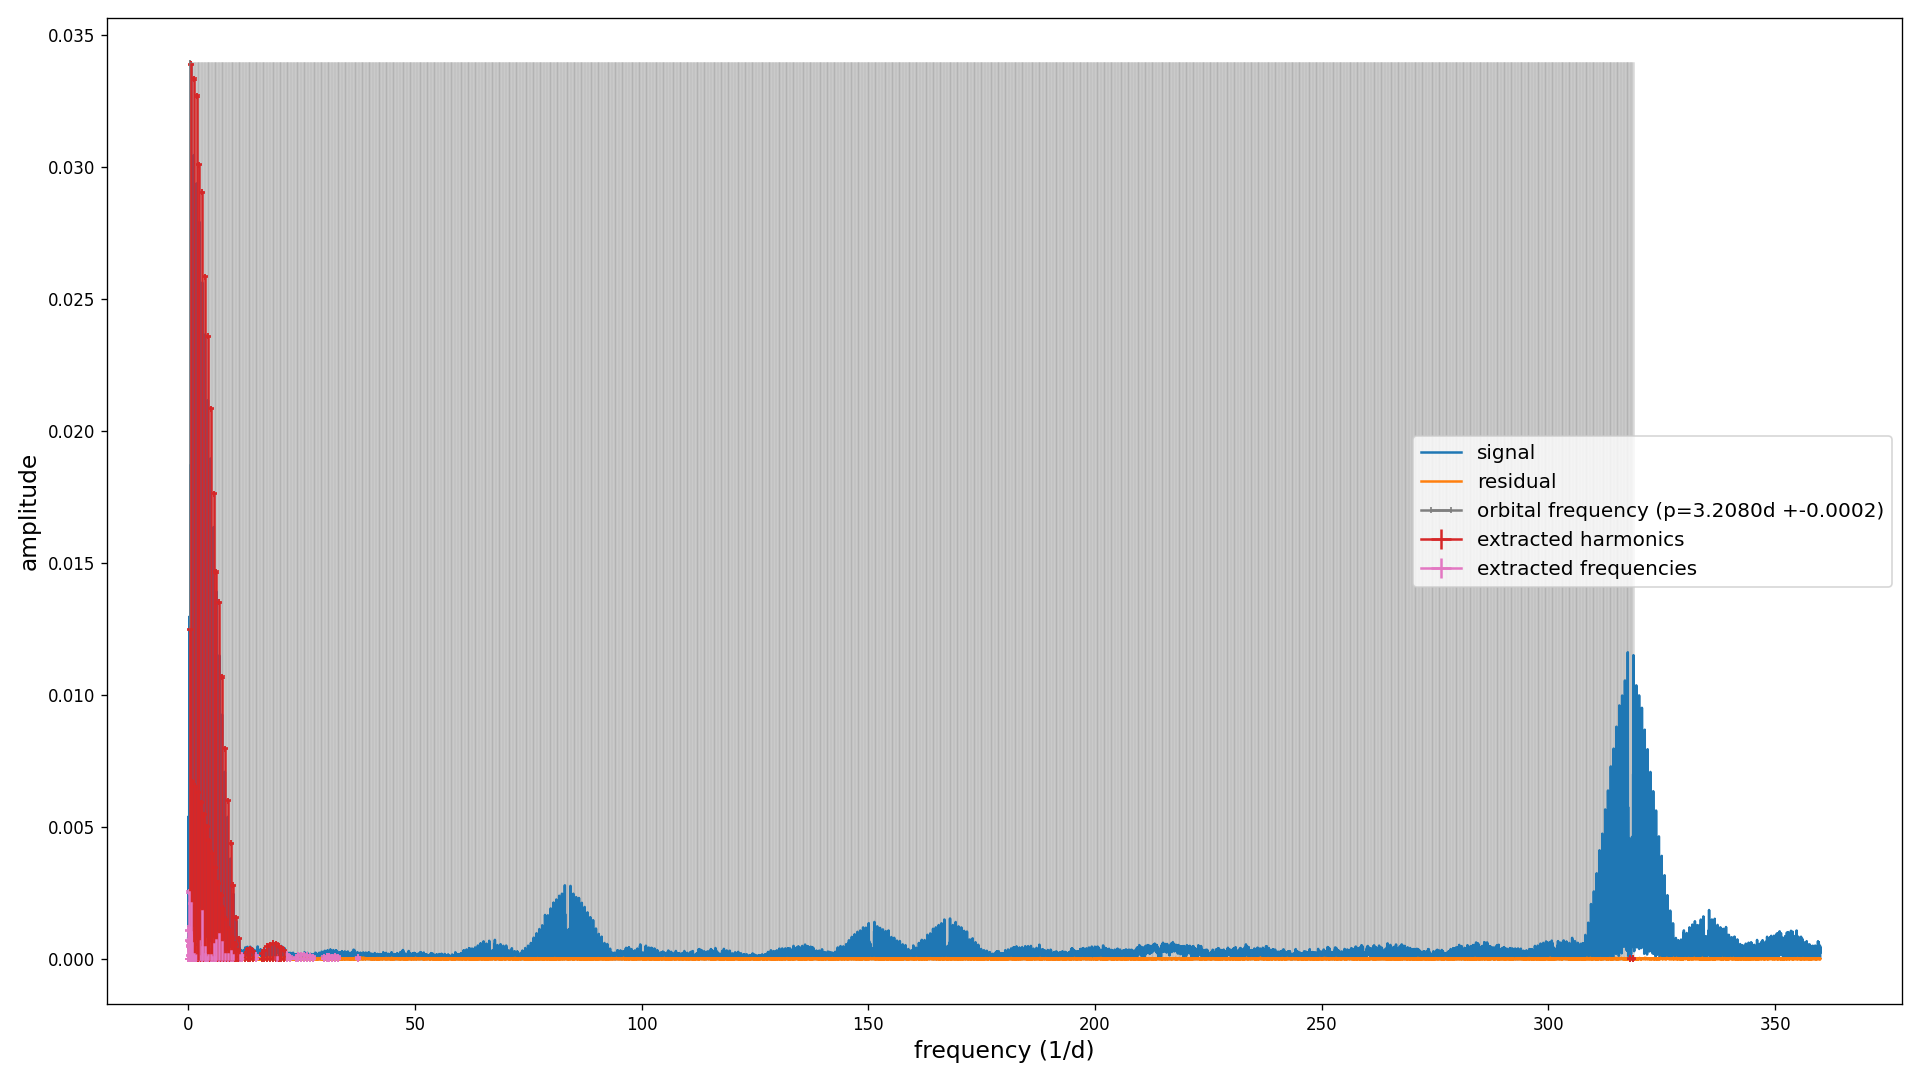 0.035
0.030
0.025
0.020
0.015
0.010
0.005
0.000
amplitude
signal
residual
orbital frequency (p=3.2080d +-0.0002)
extracted harmonics
extracted frequencies
0 50 100 150 200 250 300 350
frequency (1/d)